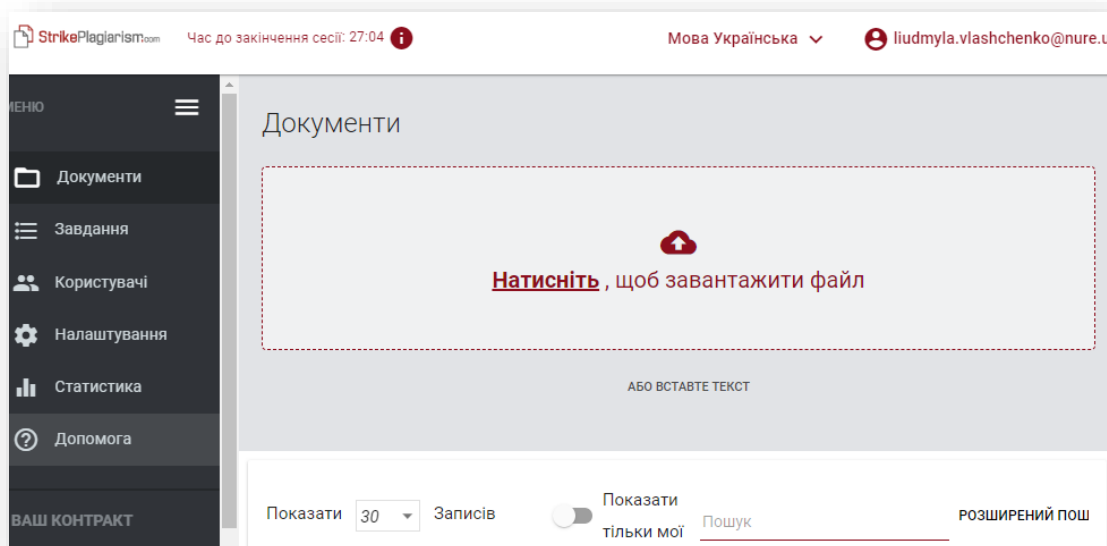 StrikePlagiarism.com Час до закінчення сесії: 27:04 Мова Українська liudmyla.vlashchenko@nure.u
МЕНЮ
Документи
Завдання
Користувачі
Налаштування
Статистика
Допомога
ВАШ КОНТРАКТ
Документи
Натисніть , щоб завантажити файл
АБО ВСТАВТЕ ТЕКСТ
Показати 30 Записів
Показати
тільки мої
Пошук
РОЗШИРЕНИЙ ПОШ